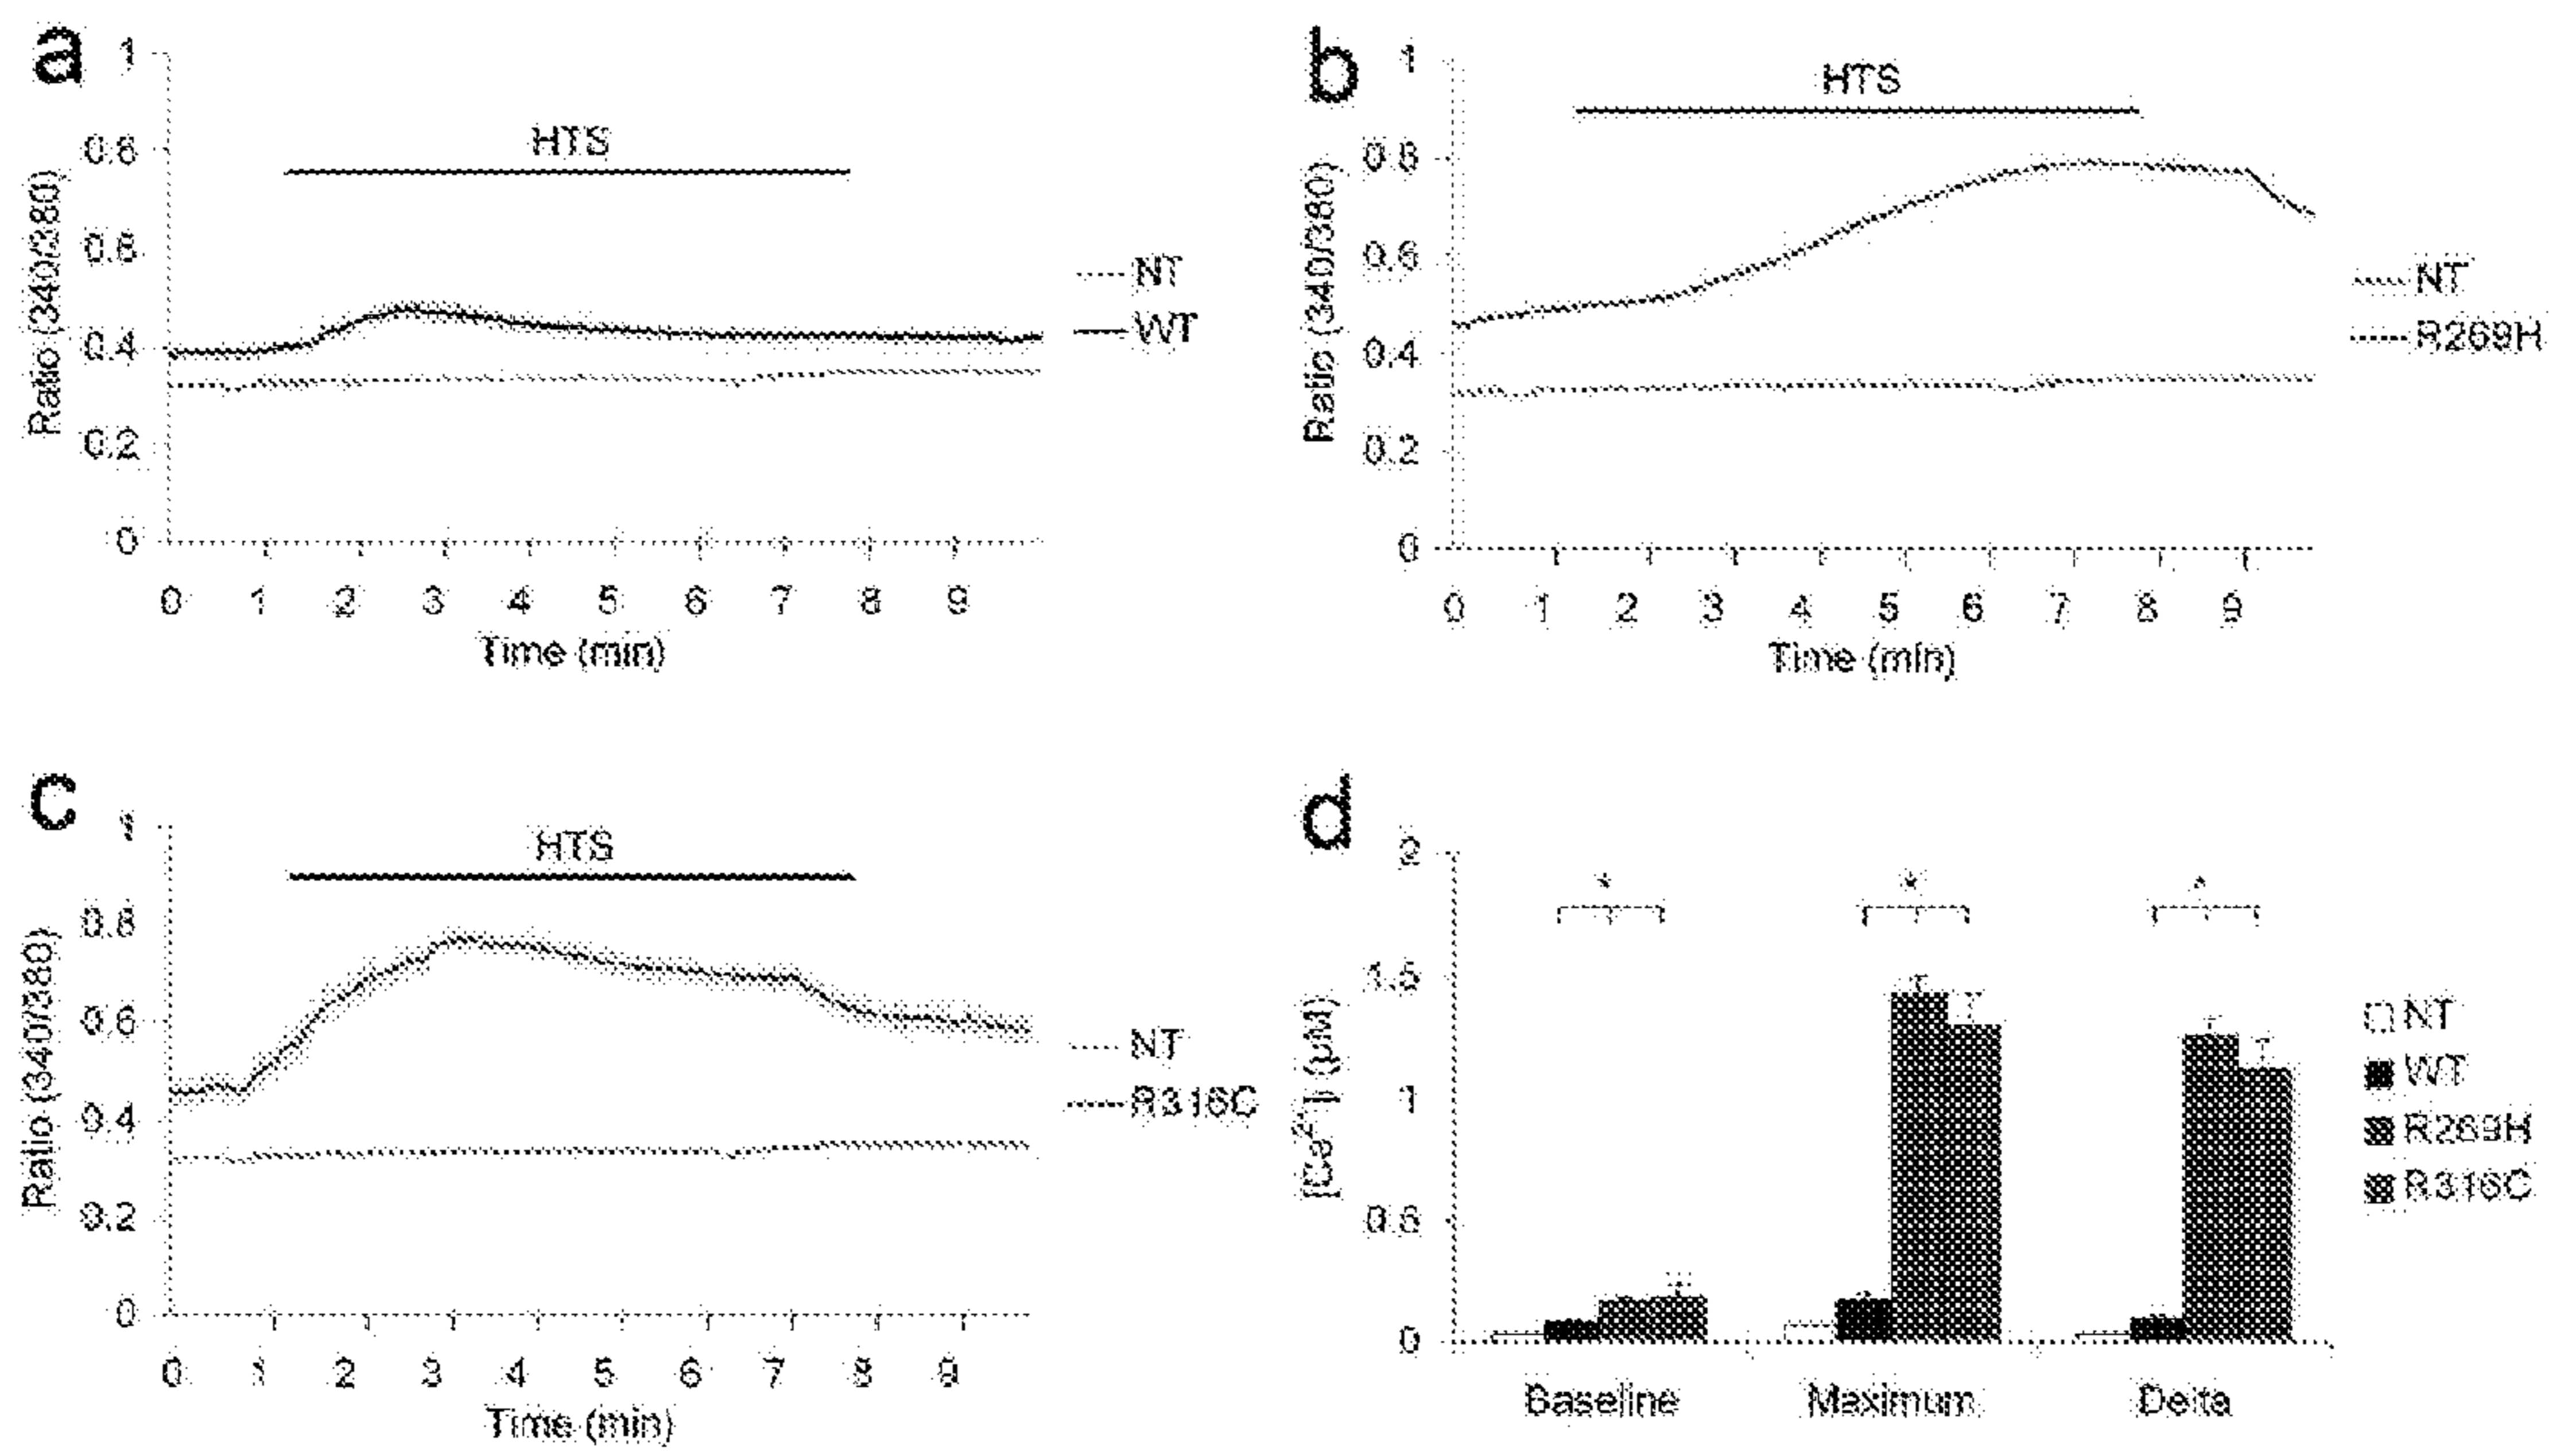 a
1
HTS
0.8
0.6
0.4
0.2
0
Ratio (340/380)
0 1 2 3 4 5 6 7 8 9
Time (min)
NT
WT
b
1
HTS
0.8
0.6
0.4
0.2
0
Ratio (340/380)
0 1 2 3 4 5 6 7 8 9
Time (min)
NT
R269H
c
1
HTS
0.8
0.6
0.4
0.2
0
Ratio (340/380)
0 1 2 3 4 5 6 7 8 9
Time (min)
NT
R316C
d
2
* * *
1.5
1
0.5
0
[Ca²⁺]i (μM)
Baseline Maximum Delta
NT
WT
R269H
R316C